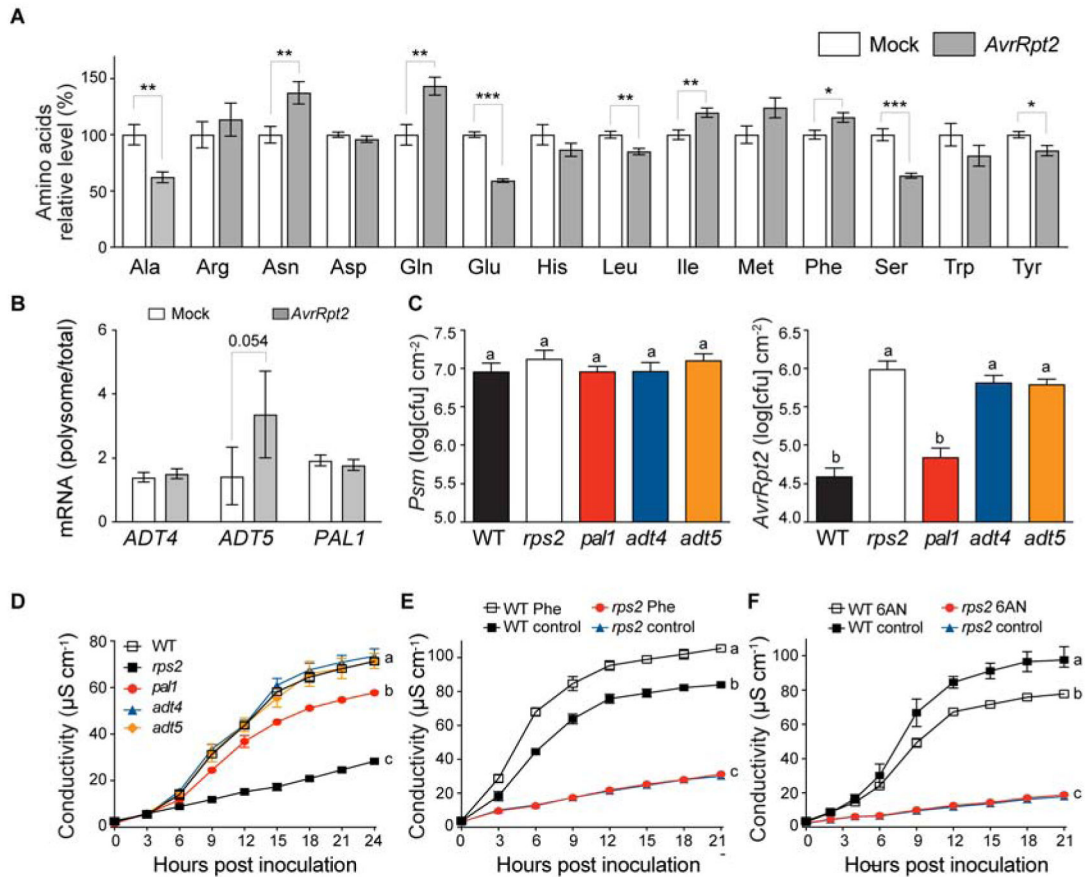 A
Mock
AvrRpt2
Amino acids
relative level (%)
150
100
50
0
** ** ** *** ** ** * *** *
Ala Arg Asn Asp Gln Glu His Leu Ile Met Phe Ser Trp Tyr
B
Mock
AvrRpt2
mRNA (polysome/total)
6
4
2
0
0.054
ADT4 ADT5 PAL1
C
Psm (log[cfu] cm-2)
7.5
7.0
6.5
6.0
5.5
5.0
a a a a a
WT rps2 pal1 adt4 adt5
AvrRpt2 (log[cfu] cm-2)
6.5
6.0
5.5
5.0
4.5
4.0
b a b a a
WT rps2 pal1 adt4 adt5
D
Conductivity (µS cm-1)
80
60
40
20
0
WT
rps2
pal1
adt4
adt5
a
b
c
0 3 6 9 12 15 18 21 24
Hours post inoculation
E
WT Phe
rps2 Phe
WT control
rps2 control
Conductivity (µS cm-1)
100
80
60
40
20
0
a
b
c
0 3 6 9 12 15 18 21
Hours post inoculation
F
WT 6AN
rps2 6AN
WT control
rps2 control
Conductivity (µS cm-1)
100
80
60
40
20
0
a
b
c
0 2 4 6 9 12 15 18 21
Hours post inoculation